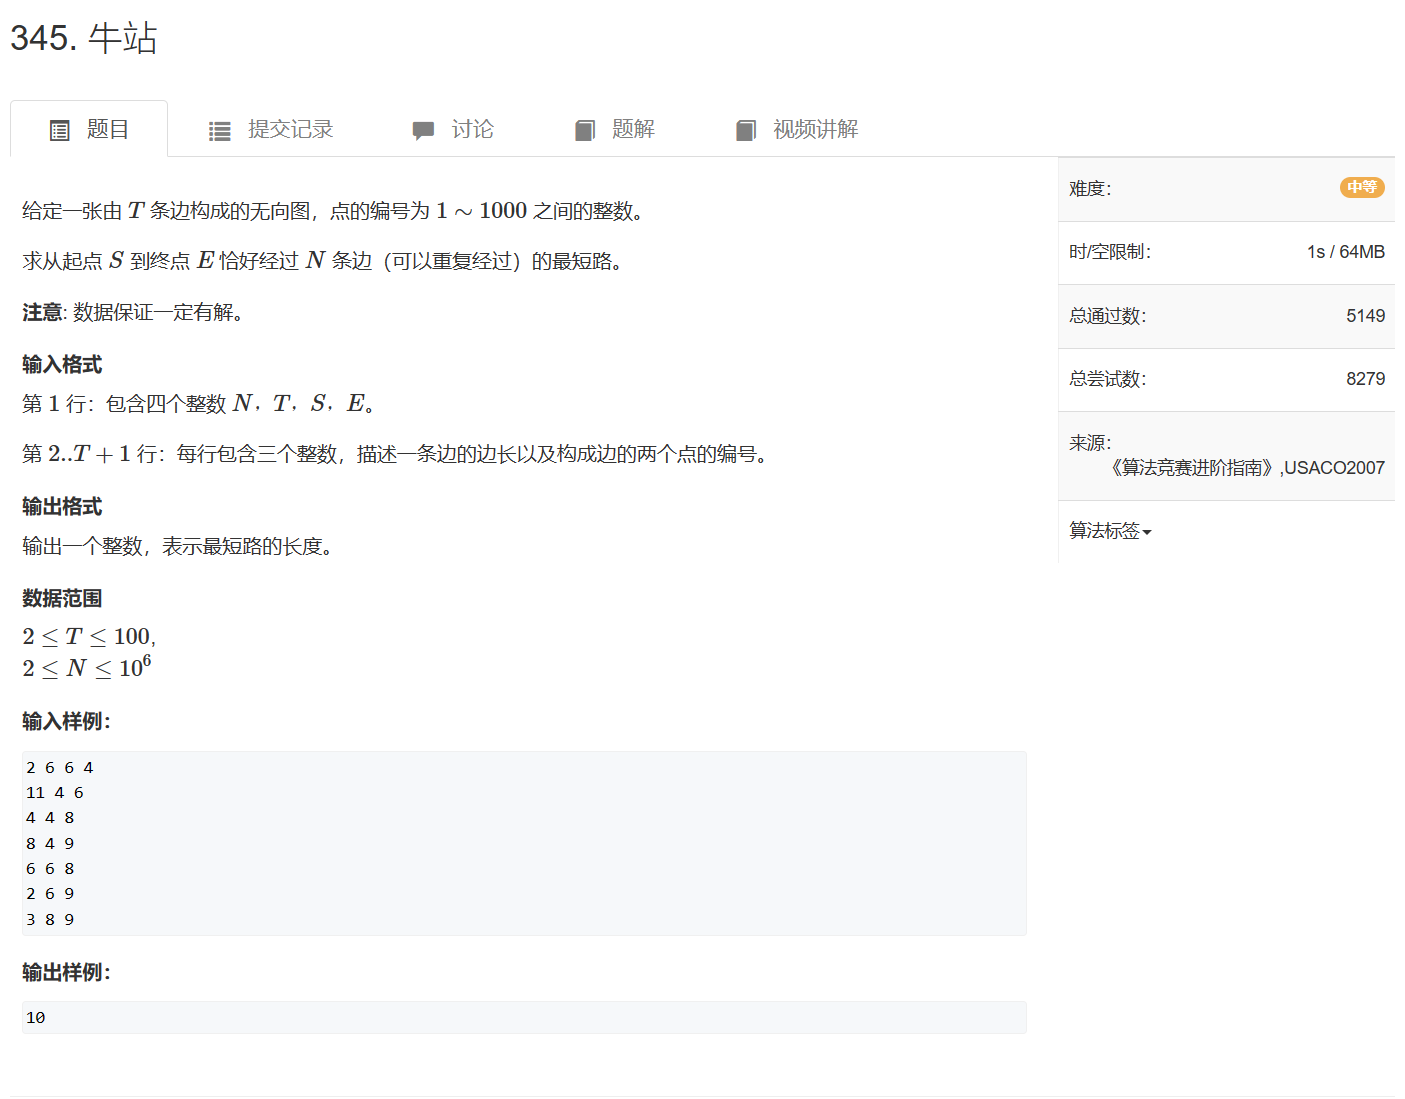 345. 牛站
题目
提交记录
讨论
题解
视频讲解
给定一张由 T 条边构成的无向图，点的编号为 1 ∼ 1000 之间的整数。
求从起点 S 到终点 E 恰好经过 N 条边（可以重复经过）的最短路。
注意: 数据保证一定有解。
输入格式
第 1 行：包含四个整数 N，T，S，E。
第 2..T + 1 行：每行包含三个整数，描述一条边的边长以及构成边的两个点的编号。
输出格式
输出一个整数，表示最短路的长度。
数据范围
2 ≤ T ≤ 100,
2 ≤ N ≤ 10⁶
输入样例：
2 6 6 4
11 4 6
4 4 8
8 4 9
6 6 8
2 6 9
3 8 9
输出样例：
10
难度： 中等
时/空限制： 1s / 64MB
总通过数： 5149
总尝试数： 8279
来源：
《算法竞赛进阶指南》,USACO2007
算法标签